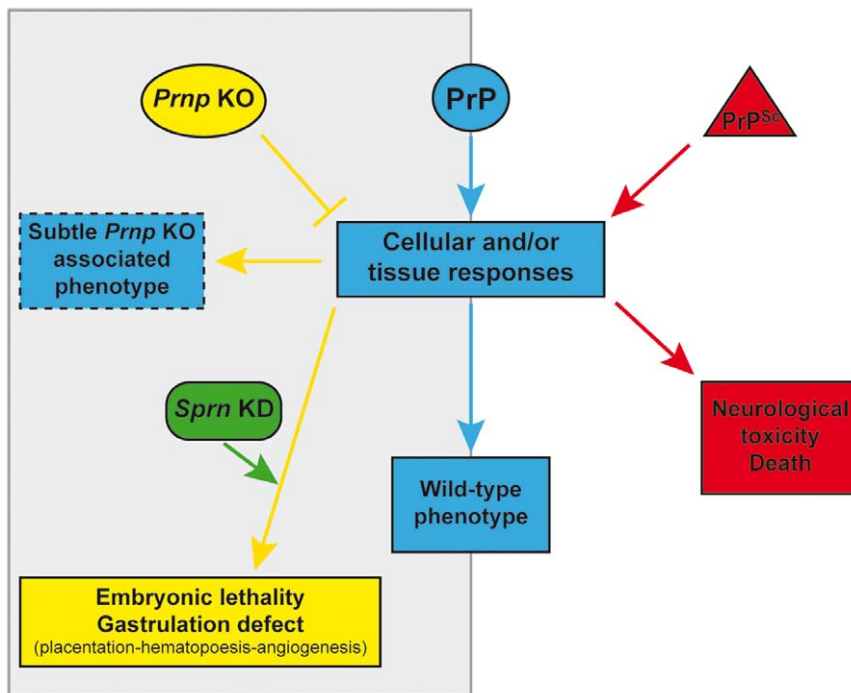 Prnp KO
PrP
PrPSc
Subtle Prnp KO
associated
phenotype
Cellular and/or
tissue responses
Sprn KD
Neurological
toxicity
Death
Wild-type
phenotype
Embryonic lethality
Gastrulation defect
(placentation-hematopoesis-angiogenesis)